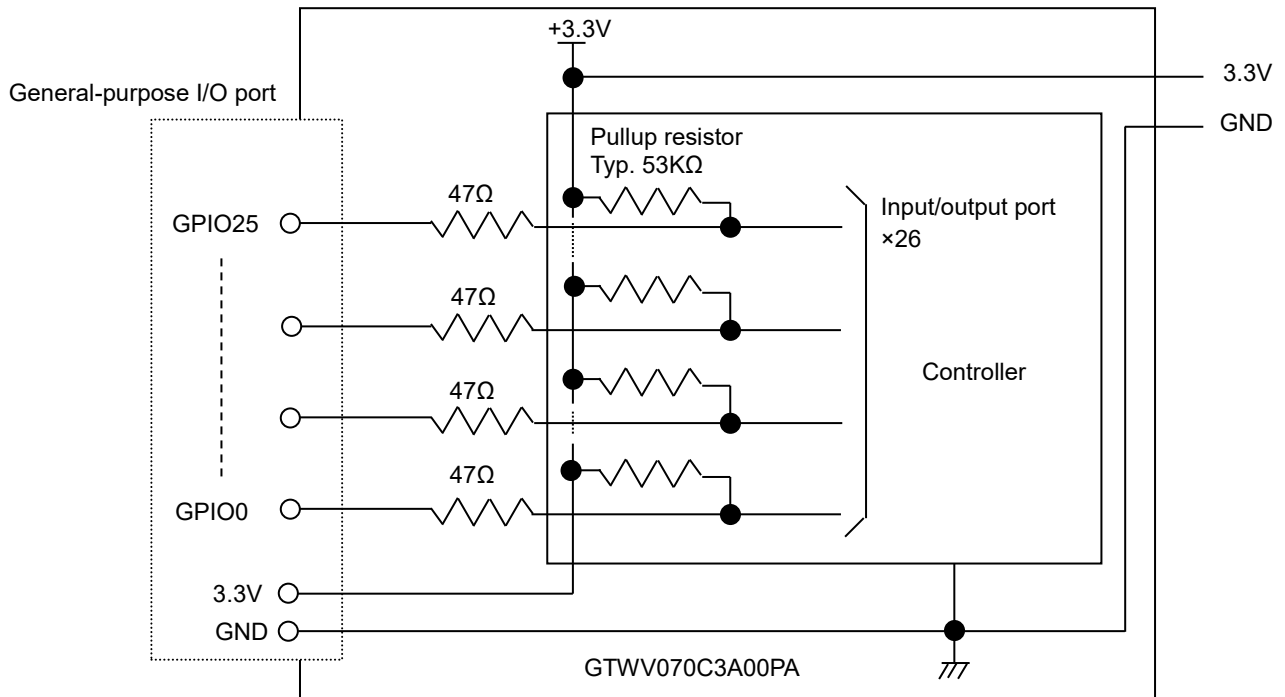 +3.3V
3.3V
General-purpose I/O port
GND
Pullup resistor
Typ. 53KΩ
47Ω
GPIO25
Input/output port
×26
47Ω
Controller
47Ω
47Ω
GPIO0
3.3V
GND
GTWV070C3A00PA